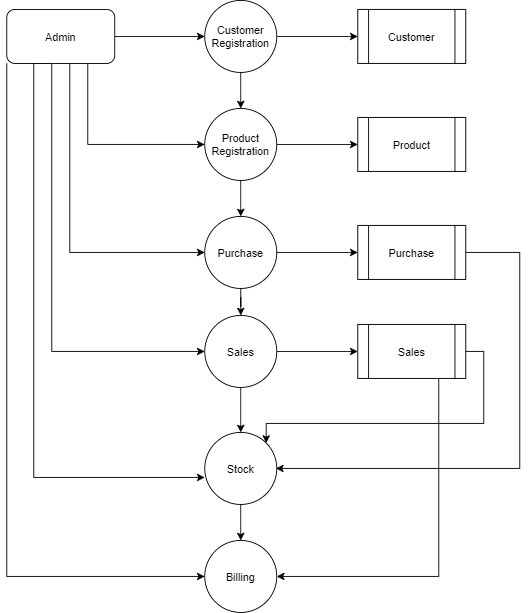 Admin
Customer
Registration
Customer
Product
Registration
Product
Purchase
Purchase
Sales
Sales
Stock
Billing